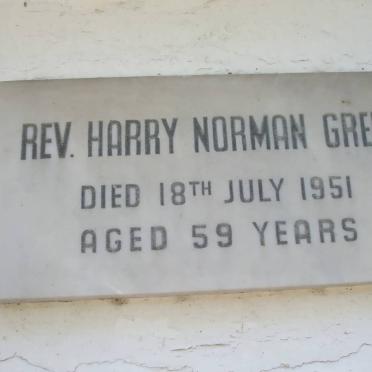 REV. HARRY NORMAN
DIED 18TH JULY 1951
AGED 59 YEARS